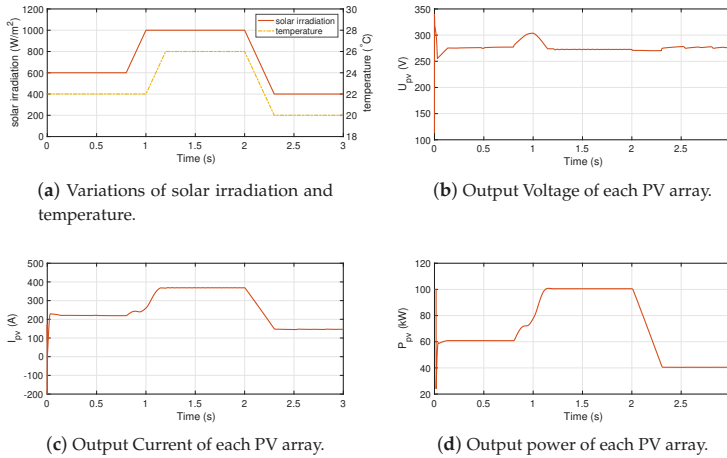 1200
1000
800
600
400
200
0
solar irradiation (W/m²)
solar irradiation
temperature
30
28
26
24
22
20
18
temperature (°C)
0 0.5 1 1.5 2 2.5 3
Time (s)
(a) Variations of solar irradiation and
temperature.
350
300
250
200
150
100
U_pv (V)
0 0.5 1 1.5 2 2.5
Time (s)
(b) Output Voltage of each PV array.
500
400
300
200
100
0
-100
-200
I_pv (A)
0 0.5 1 1.5 2 2.5 3
Time (s)
(c) Output Current of each PV array.
120
100
80
60
40
20
P_pv (kW)
0 0.5 1 1.5 2 2.5
Time (s)
(d) Output power of each PV array.